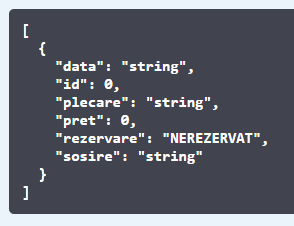 [
  {
    "data": "string",
    "id": 0,
    "plecare": "string",
    "pret": 0,
    "rezervare": "NEREZERVAT",
    "sosire": "string"
  }
]